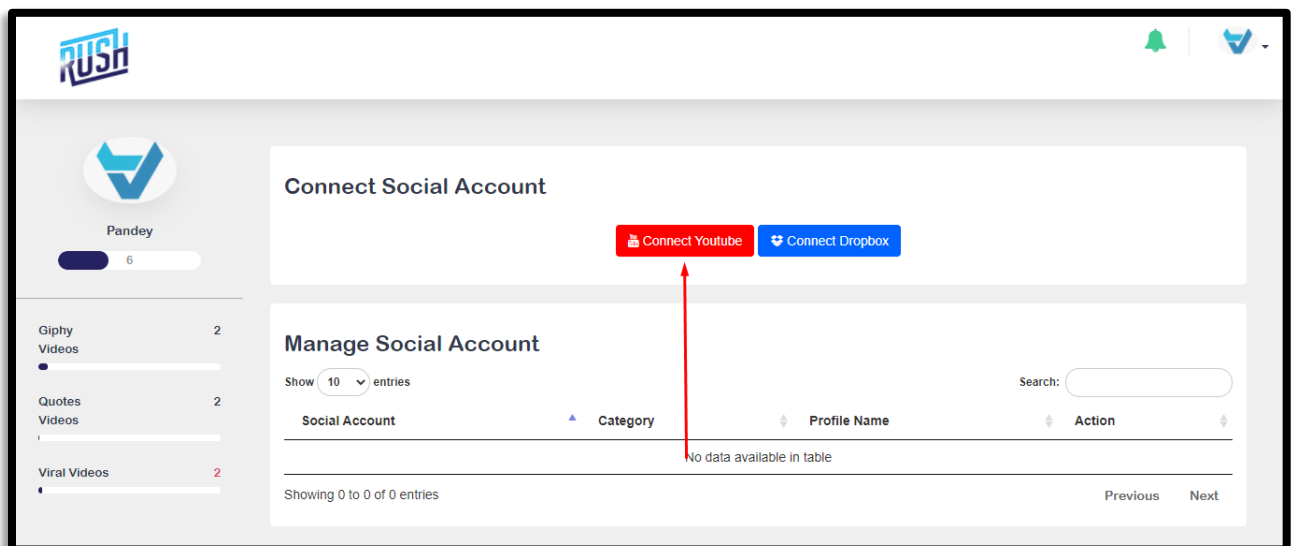 RUSH
Pandey
6
Giphy Videos 2
Quotes Videos 2
Viral Videos 2
Connect Social Account
Connect Youtube Connect Dropbox
Manage Social Account
Show 10 entries Search:
Social Account Category Profile Name Action
No data available in table
Showing 0 to 0 of 0 entries Previous Next